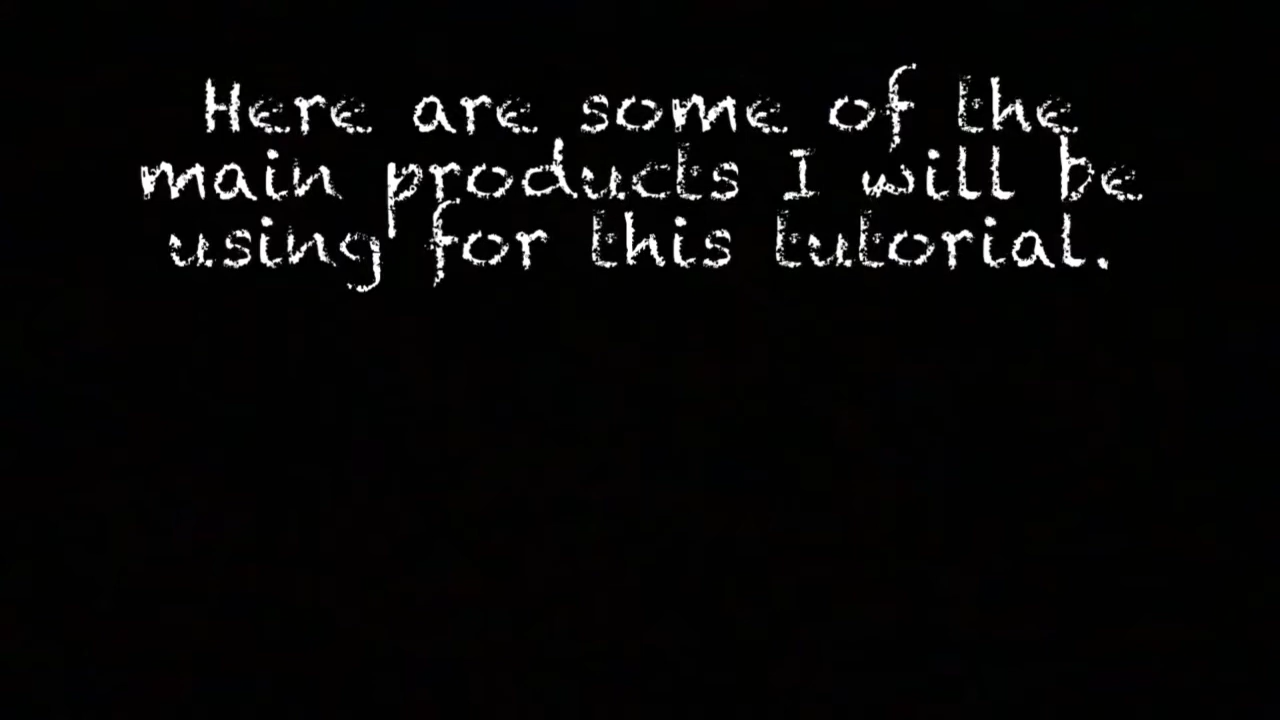 Here are some of the
main products I will be
using for this tutorial.